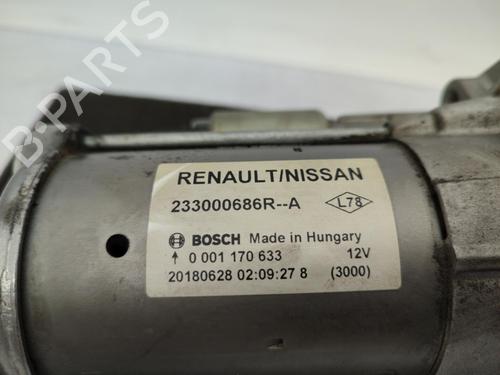 B-PARTS
RENAULT/NISSAN
233000686R--A
L78
BOSCH Made in Hungary
0 001 170 633 12V
20180628 02:09:27 8 (3000)